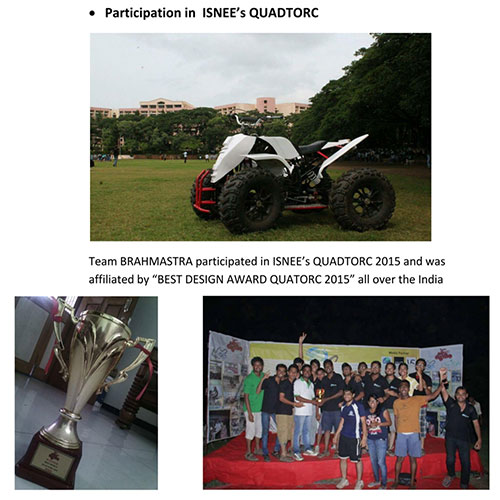 • Participation in ISNEE's QUADTORC
Team BRAHMASTRA participated in ISNEE's QUADTORC 2015 and was
affiliated by “BEST DESIGN AWARD QUATORC 2015” all over the India